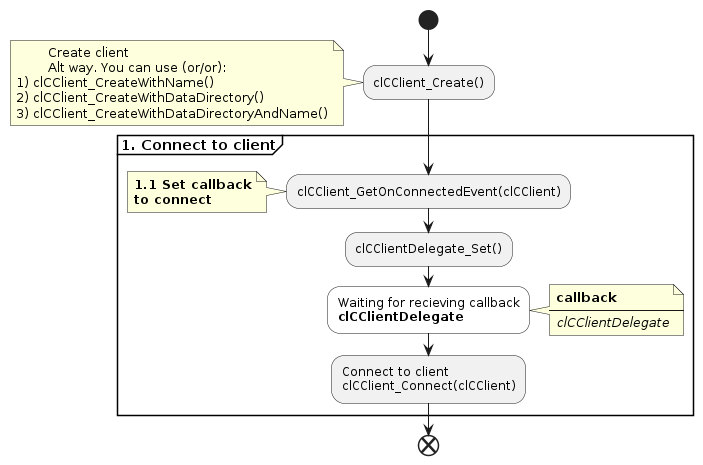 Create client
Alt way. You can use (or/or):
1) clCClient_CreateWithName()
2) clCClient_CreateWithDataDirectory()
3) clCClient_CreateWithDataDirectoryAndName()
clCClient_Create()
1. Connect to client
1.1 Set callback
to connect
clCClient_GetOnConnectedEvent(clCClient)
clCClientDelegate_Set()
Waiting for recieving callback
clCClientDelegate
callback
clCClientDelegate
Connect to client
clCClient_Connect(clCClient)